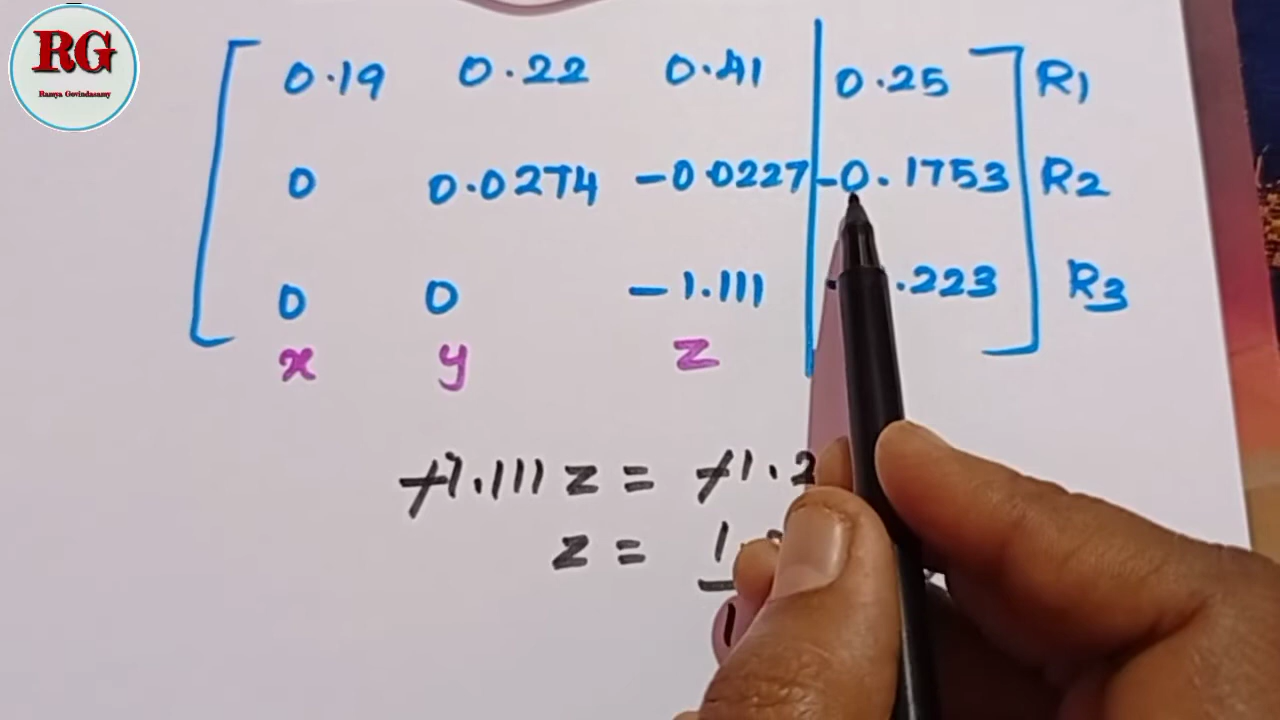 RG
Ramya Govindasamy
0.19 0.22 0.41 0.25 R1
0 0.0274 -0.0227 -0.1753 R2
0 0 -1.111 .223 R3
x y z
-1.111 z = -1.2
z = 1
1